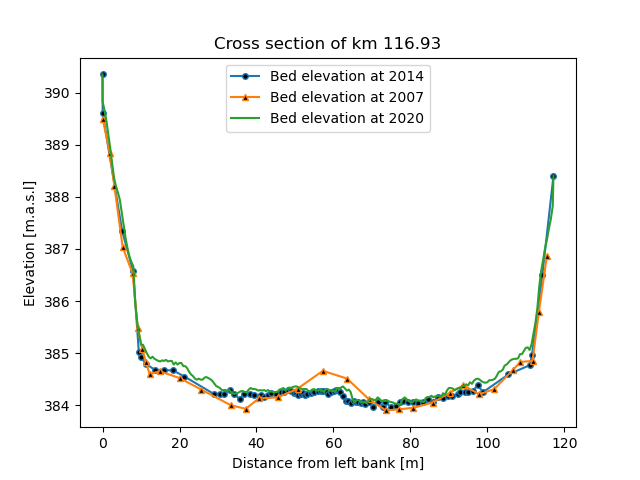 Cross section of km 116.93
Bed elevation at 2014
Bed elevation at 2007
Bed elevation at 2020
Elevation [m.a.s.l]
390
389
388
387
386
385
384
0 20 40 60 80 100 120
Distance from left bank [m]